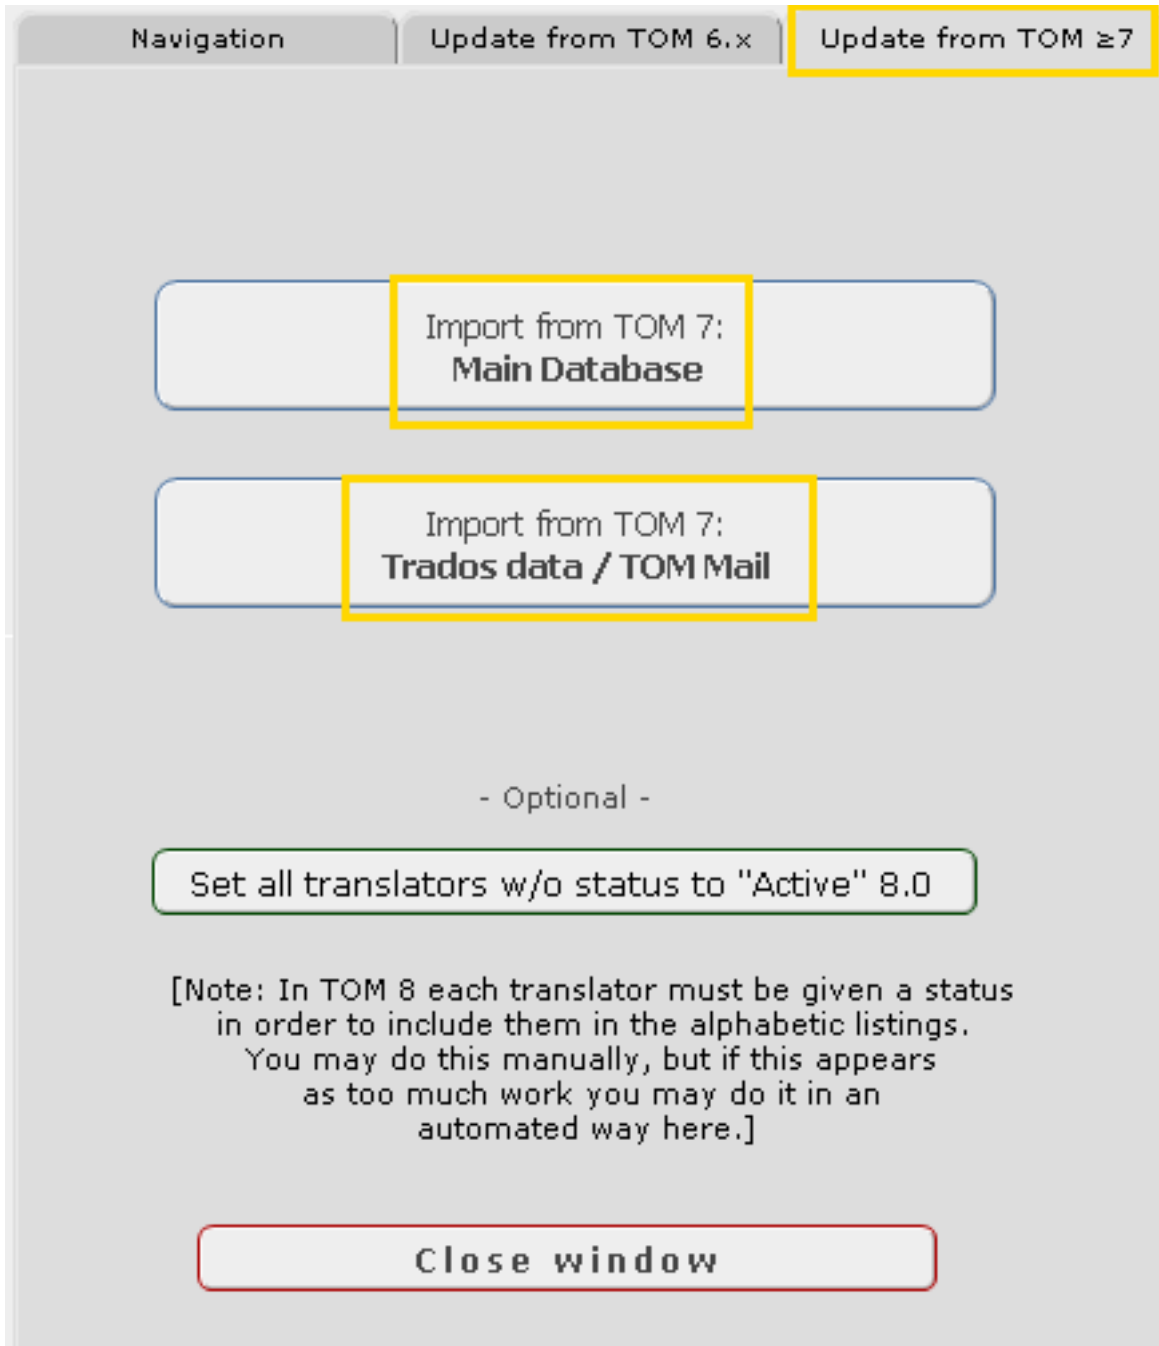 Navigation
Update from TOM 6.x
Update from TOM ≥7
Import from TOM 7:
Main Database
Import from TOM 7:
Trados data / TOM Mail
- Optional -
Set all translators w/o status to "Active" 8.0
[Note: In TOM 8 each translator must be given a status
in order to include them in the alphabetic listings.
You may do this manually, but if this appears
as too much work you may do it in an
automated way here.]
Close window